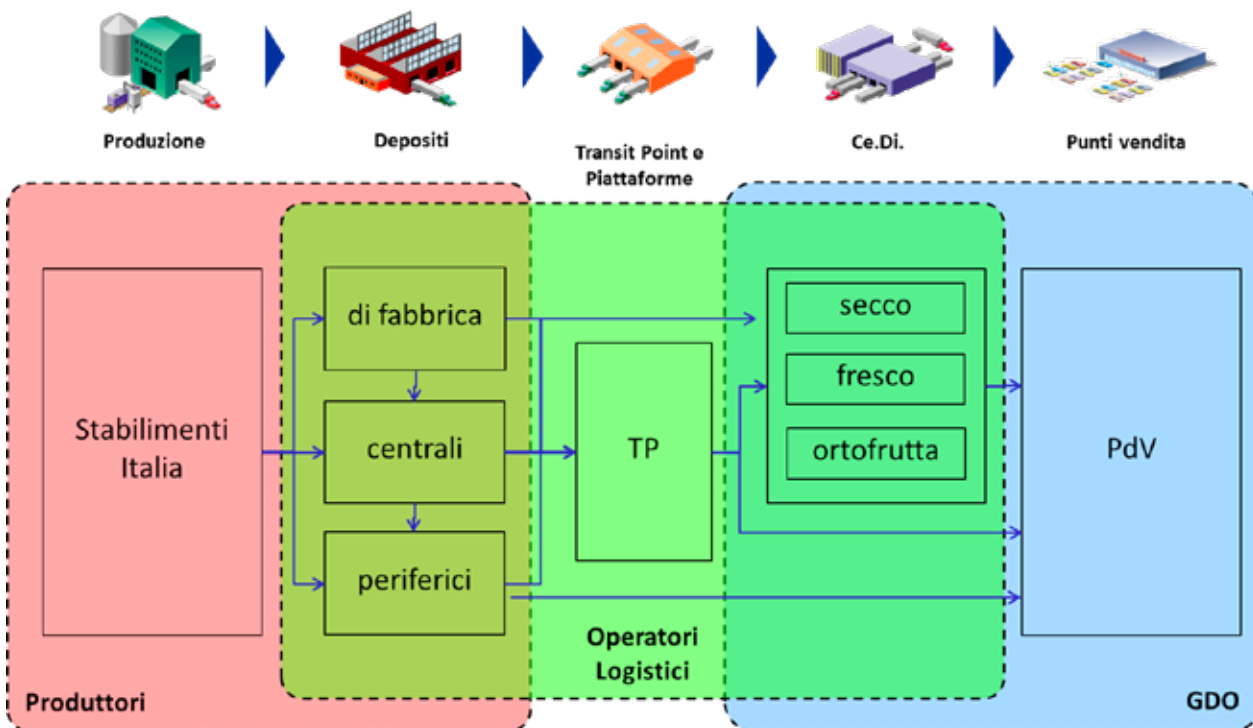 Produzione
Depositi
Transit Point e
Piattaforme
Ce.Di.
Punti vendita
Stabilimenti
Italia
di fabbrica
centrali
periferici
TP
secco
fresco
ortofrutta
PdV
Operatori
Logistici
Produttori
GDO